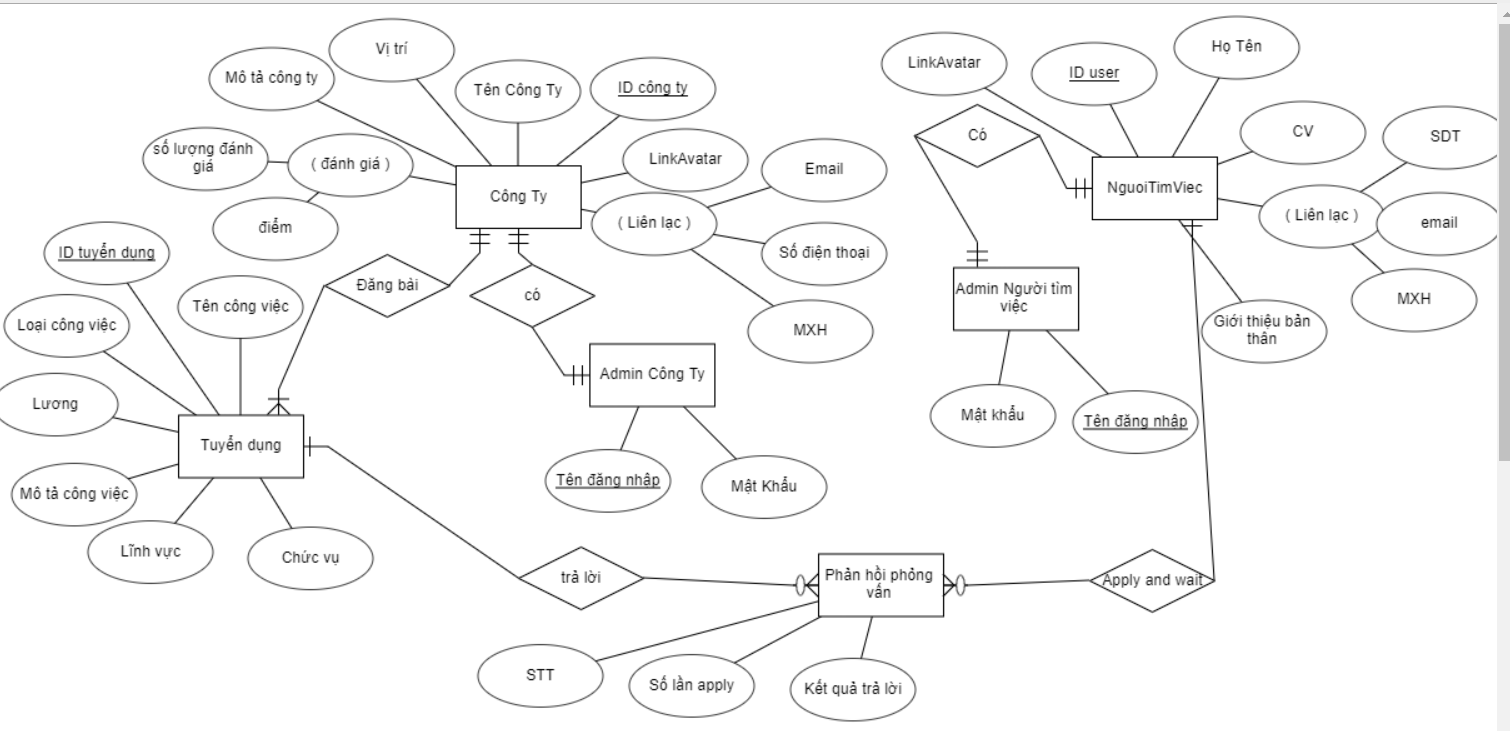 Vị trí
Họ Tên
LinkAvatar
ID user
Mô tả công ty
Tên Công Ty
ID công ty
CV
SDT
Có
số lượng đánh
giá
( đánh giá )
LinkAvatar
Email
NguoiTimViec
Công Ty
( Liên lạc )
( Liên lạc )
email
điểm
Số điện thoại
ID tuyển dung
Đăng bài
có
Admin Người tìm
việc
MXH
Tên công việc
Loại công việc
MXH
Giới thiệu bản
thân
Admin Công Ty
Lương
Mật khẩu
Tên đăng nhâp
Tuyển dụng
Tên đăng nhâp
Mật Khẩu
Mô tả công việc
Lĩnh vực
Chức vụ
trả lời
Phản hồi phỏng
vấn
Apply and wait
STT
Số lần apply
Kết quả trả lời